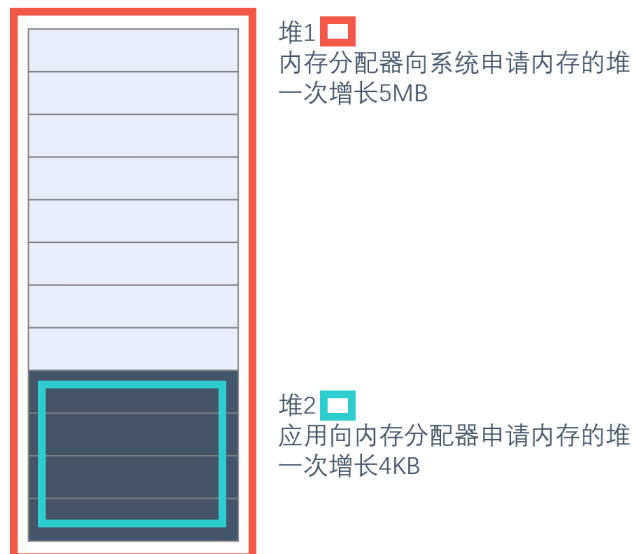 堆1
内存分配器向系统申请内存的堆
一次增长5MB
堆2
应用向内存分配器申请内存的堆
一次增长4KB